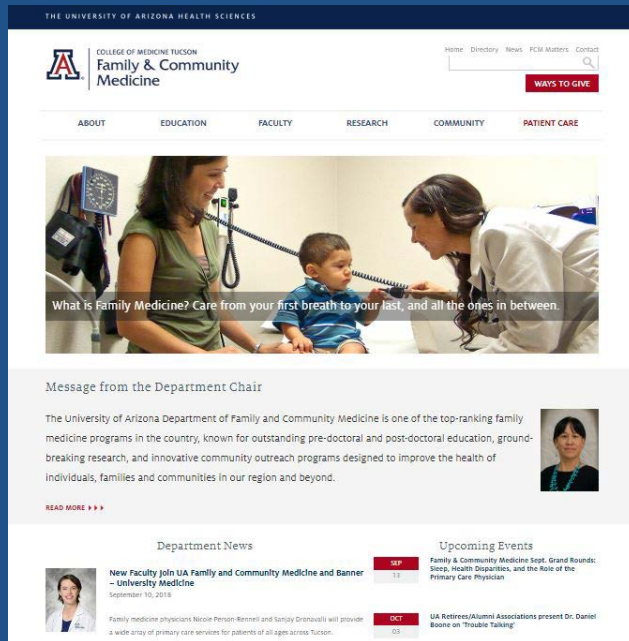 THE UNIVERSITY OF ARIZONA HEALTH SCIENCES
COLLEGE OF MEDICINE TUCSON
Family & Community
Medicine
Home Directory News FCM Matters Contact
WAYS TO GIVE
ABOUT EDUCATION FACULTY RESEARCH COMMUNITY PATIENT CARE
What is Family Medicine? Care from your first breath to your last, and all the ones in between.
Message from the Department Chair
The University of Arizona Department of Family and Community Medicine is one of the top-ranking family
medicine programs in the country, known for outstanding pre-doctoral and post-doctoral education, ground-
breaking research, and innovative community outreach programs designed to improve the health of
individuals, families and communities in our region and beyond.
READ MORE
Department News
New Faculty Join UA Family and Community Medicine and Banner
– University Medicine
September 10, 2018
Family medicine physicians Nicole Person-Rennell and Sanjay Dronavalli will provide
a wide array of primary care services for patients of all ages across Tucson.
Upcoming Events
SEP
13
Family & Community Medicine Sept. Grand Rounds:
Sleep, Health Disparities, and the Role of the
Primary Care Physician
OCT
03
UA Retirees/Alumni Associations present Dr. Daniel
Boone on 'Trouble Talking'